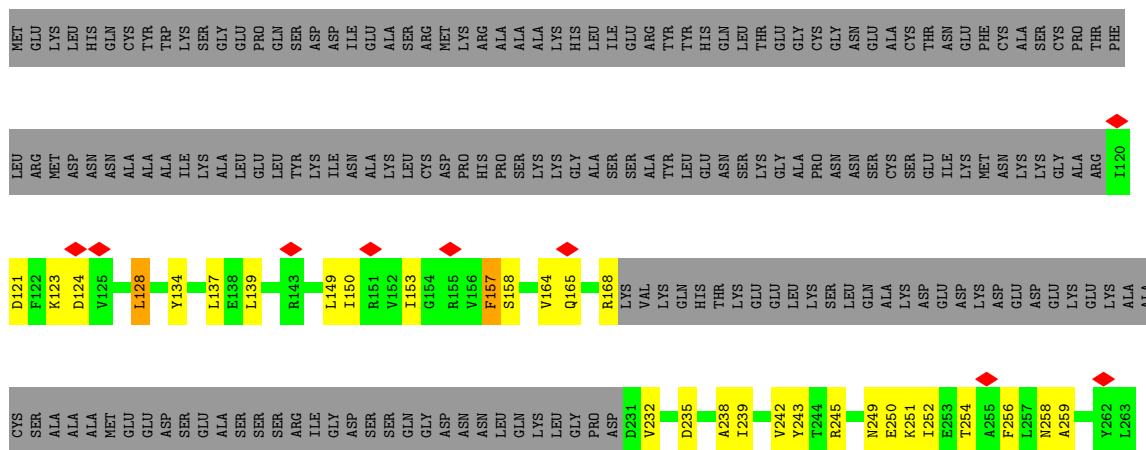 MET GLU LYS LEU HIS GLN CYS TYR TRP LYS SER GLY GLU PRO GLN SER ASP ASP ILE GLU ALA SER ARG MET LYS ARG ALA ALA ALA LYS HIS LEU ILE GLU ARG TYR TYR HIS GLN LEU THR GLU GLY CYS GLY ASN GLU ALA CYS THR ASN GLU PHE CYS ALA SER CYS PRO THR PHE
LEU ARG MET ASP ASN ASN ALA ALA ALA ILE LYS ALA LEU GLU LEU TYR LYS ILE ASN ALA LYS LEU CYS ASP PRO HIS PRO SER LYS LYS GLY ALA SER SER ALA TYR LEU GLU ASN SER LYS GLY ALA PRO ASN ASN SER CYS SER GLU ILE LYS MET ASN LYS LYS GLY ALA ARG I120
D121 F122 K123 D124 V125 L128 Y134 L137 E138 L139 R143 L149 I150 R151 V152 I153 G154 R155 V156 F157 S158 V164 Q165 R168 LYS VAL LYS GLN HIS THR LYS GLU GLU LEU LYS SER LEU GLN ALA LYS ASP GLU ASP LYS ASP GLU ASP GLU LYS GLU LYS ALA ALA
CYS SER ALA ALA ALA MET GLU GLU ASP SER GLU ALA SER SER SER ARG ILE GLY ASP SER SER GLN GLY ASP ASN ASN LEU GLN LYS LEU GLY PRO ASP D231 V232 D235 A238 I239 V242 Y243 T244 R245 N249 E250 K251 I252 E253 T254 A255 F256 L257 N258 A259 Y262 L263